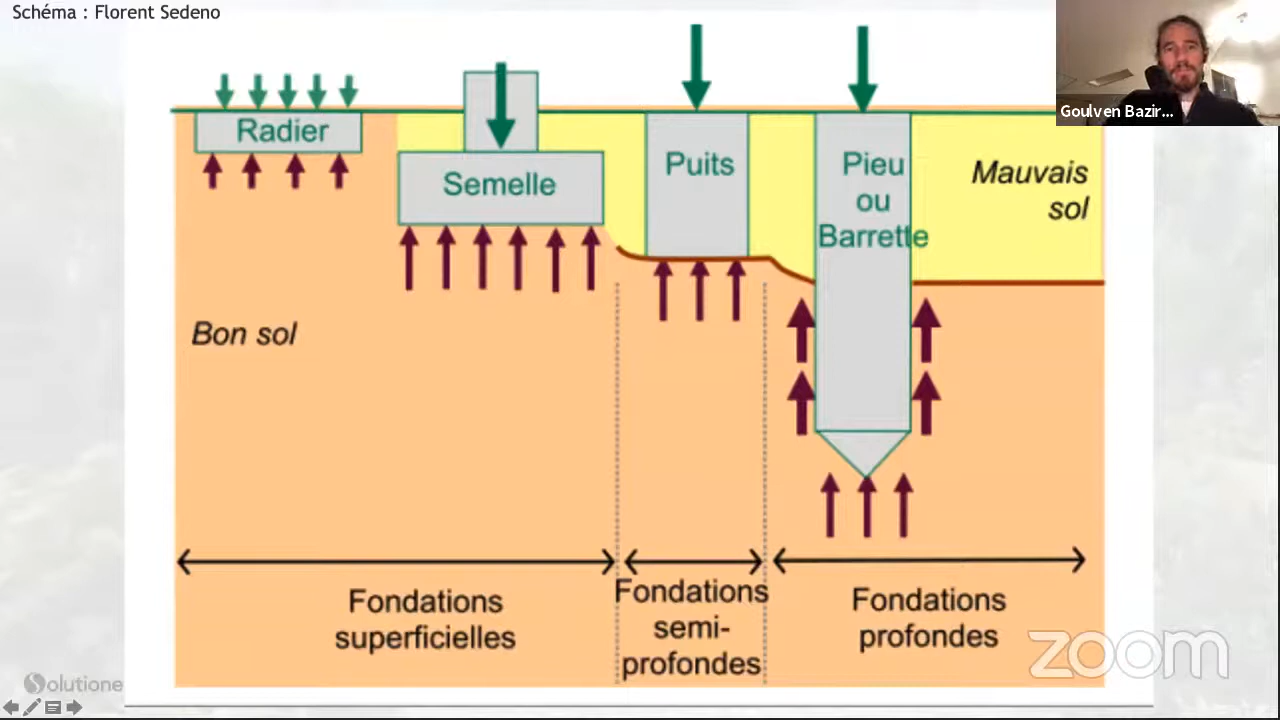 Schéma : Florent Sedeno
Goulven Bazir...
Radier
Semelle
Puits
Pieu
ou
Barrette
Mauvais
sol
Bon sol
Fondations
superficielles
Fondations
semi-
profondes
Fondations
profondes
zoom
Solutione